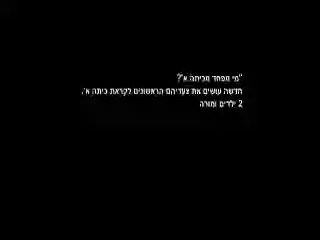 "מי מפחד מכיתה א'?
חדשה עושים את צעדיהם הראשונים לקראת כיתה א'.
2 ילדים ומורה